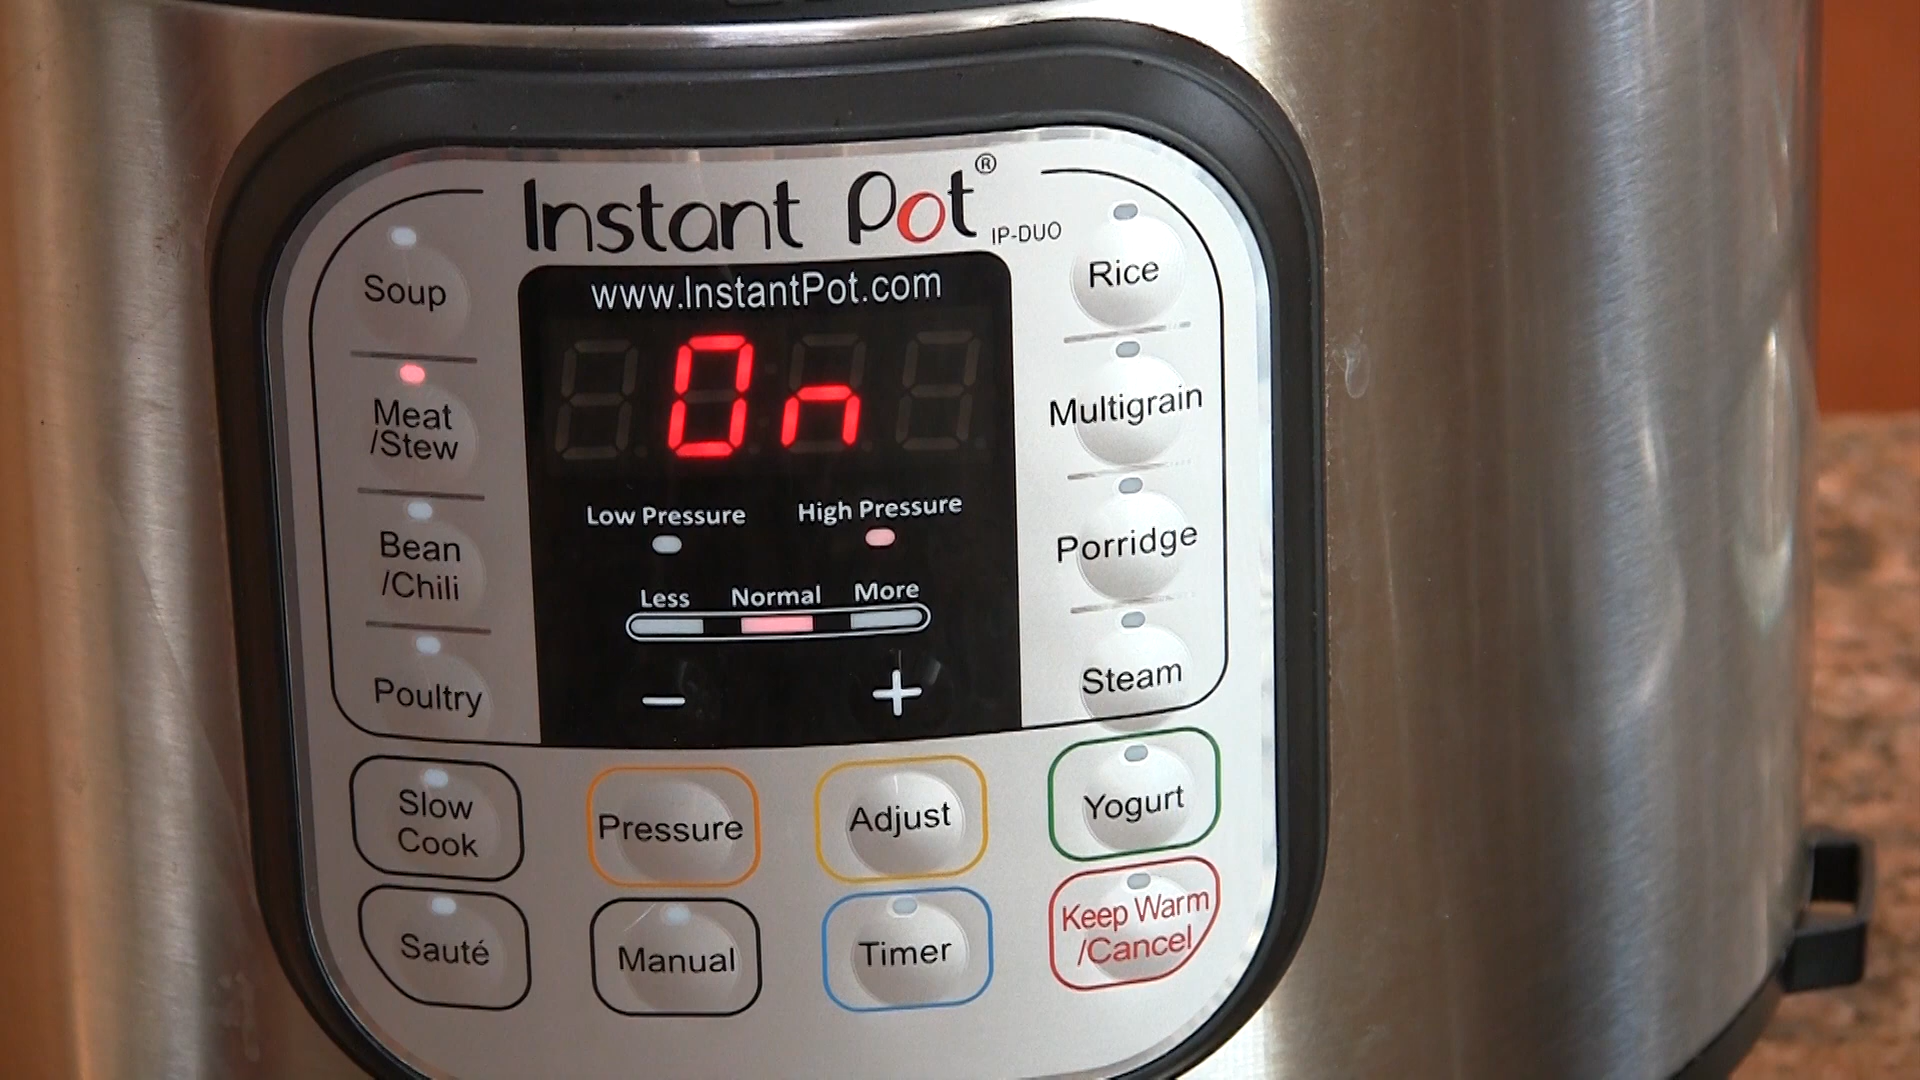 Instant Pot®
IP-DUO
www.InstantPot.com
On
Low Pressure
High Pressure
Less Normal More
− +
Soup
Meat
/Stew
Bean
/Chili
Poultry
Rice
Multigrain
Porridge
Steam
Slow
Cook
Pressure
Adjust
Yogurt
Sauté
Manual
Timer
Keep Warm
/Cancel